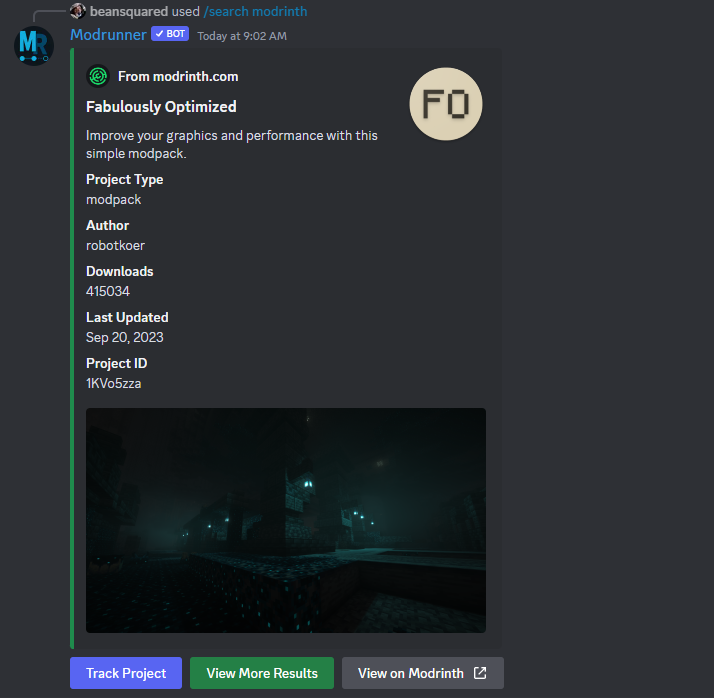 beansquared used /search modrinth
MR
Modrunner ✓ BOT Today at 9:02 AM
From modrinth.com
FO
Fabulously Optimized
Improve your graphics and performance with this
simple modpack.
Project Type
modpack
Author
robotkoer
Downloads
415034
Last Updated
Sep 20, 2023
Project ID
1KVo5zza
Track Project
View More Results
View on Modrinth